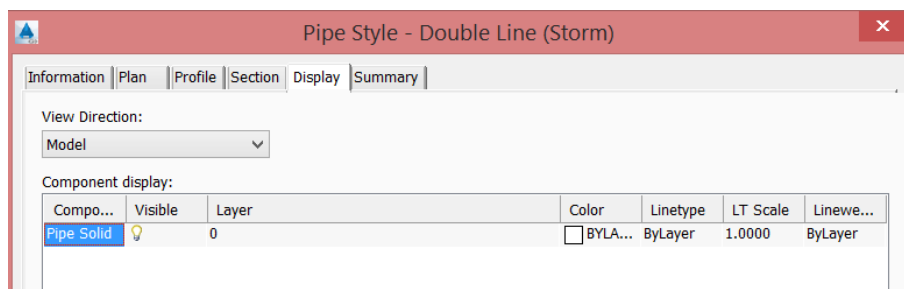 Pipe Style - Double Line (Storm)
Information Plan Profile Section Display Summary
View Direction:
Model
Component display:
Compo... Visible Layer Color Linetype LT Scale Linewe...
Pipe Solid 0 BYLA... ByLayer 1.0000 ByLayer